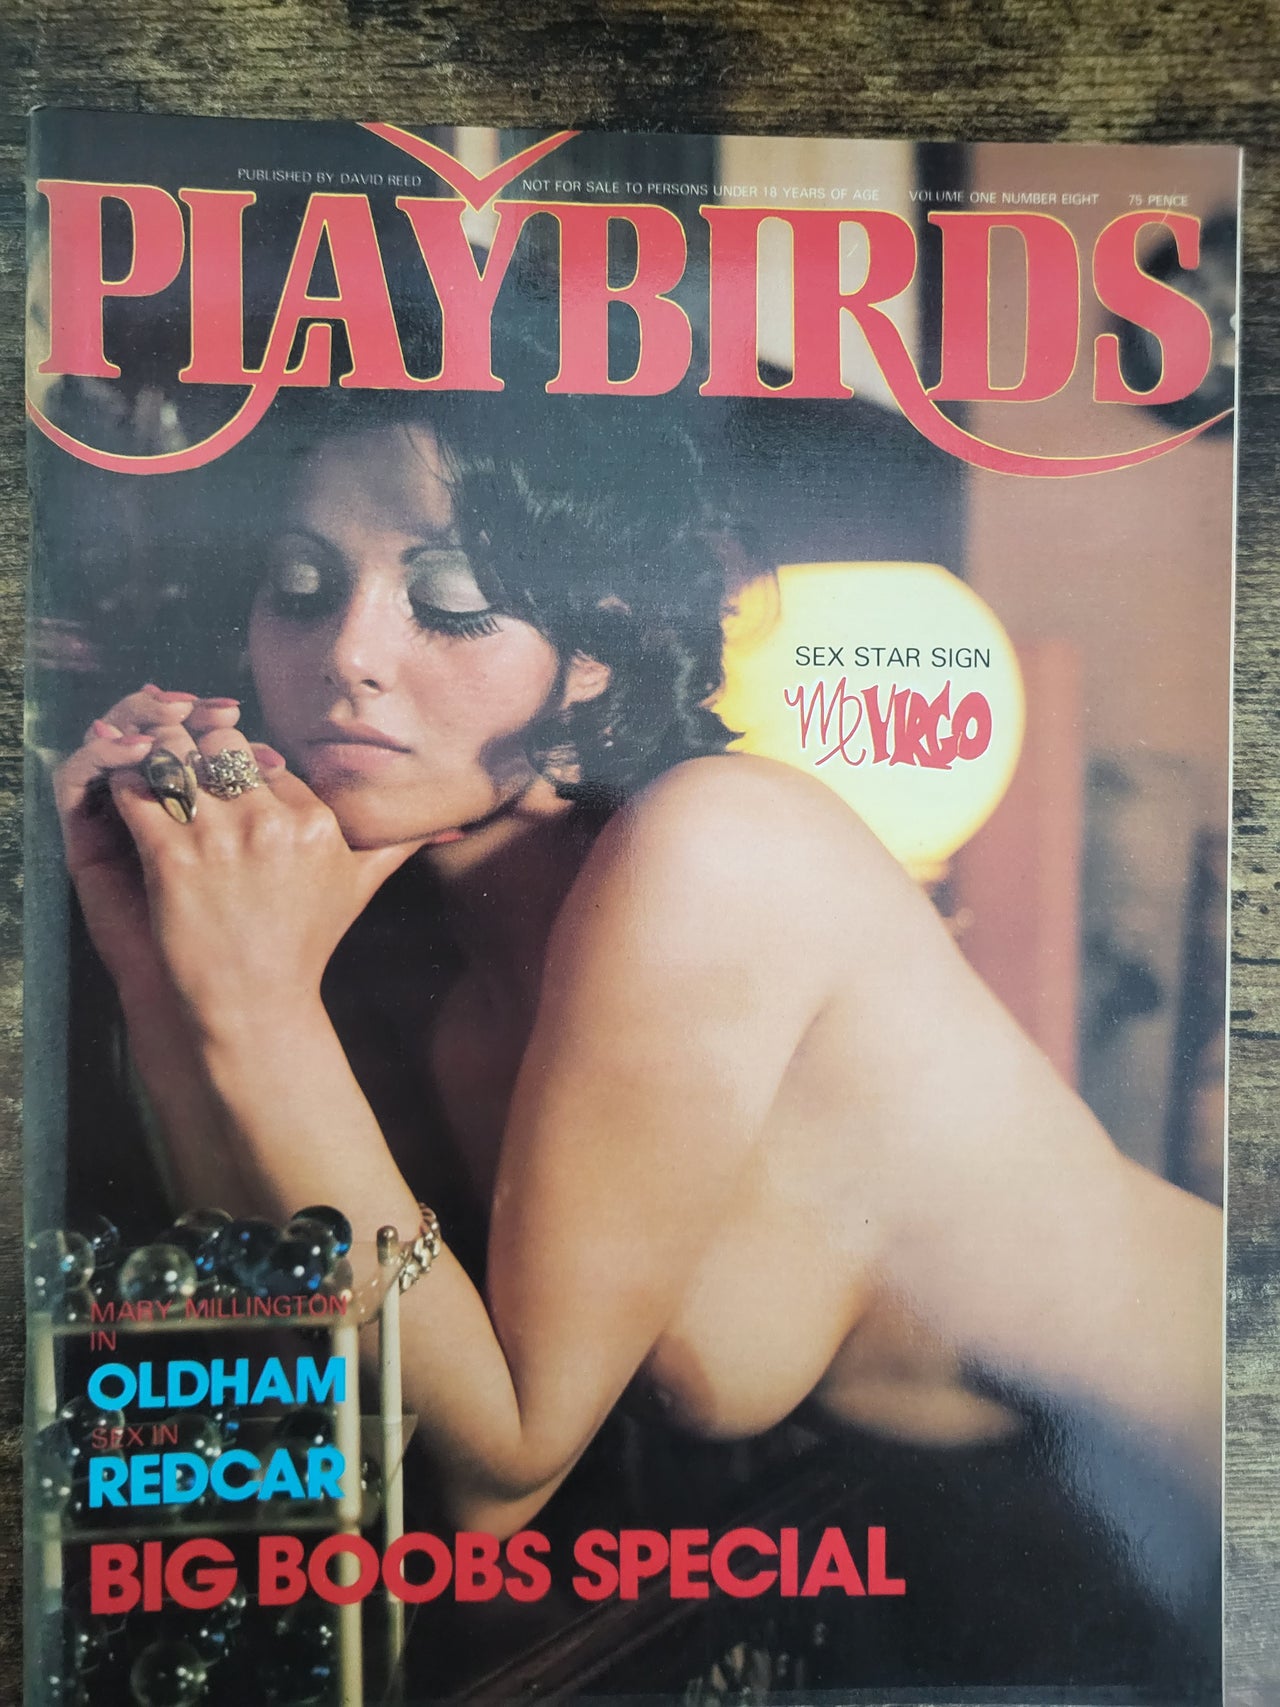 PUBLISHED BY DAVID REED
NOT FOR SALE TO PERSONS UNDER 18 YEARS OF AGE
VOLUME ONE NUMBER EIGHT
75 PENCE
PLAYBIRDS
SEX STAR SIGN
♍ VIRGO
MARY MILLINGTON
IN
OLDHAM
SEX IN
REDCAR
BIG BOOBS SPECIAL